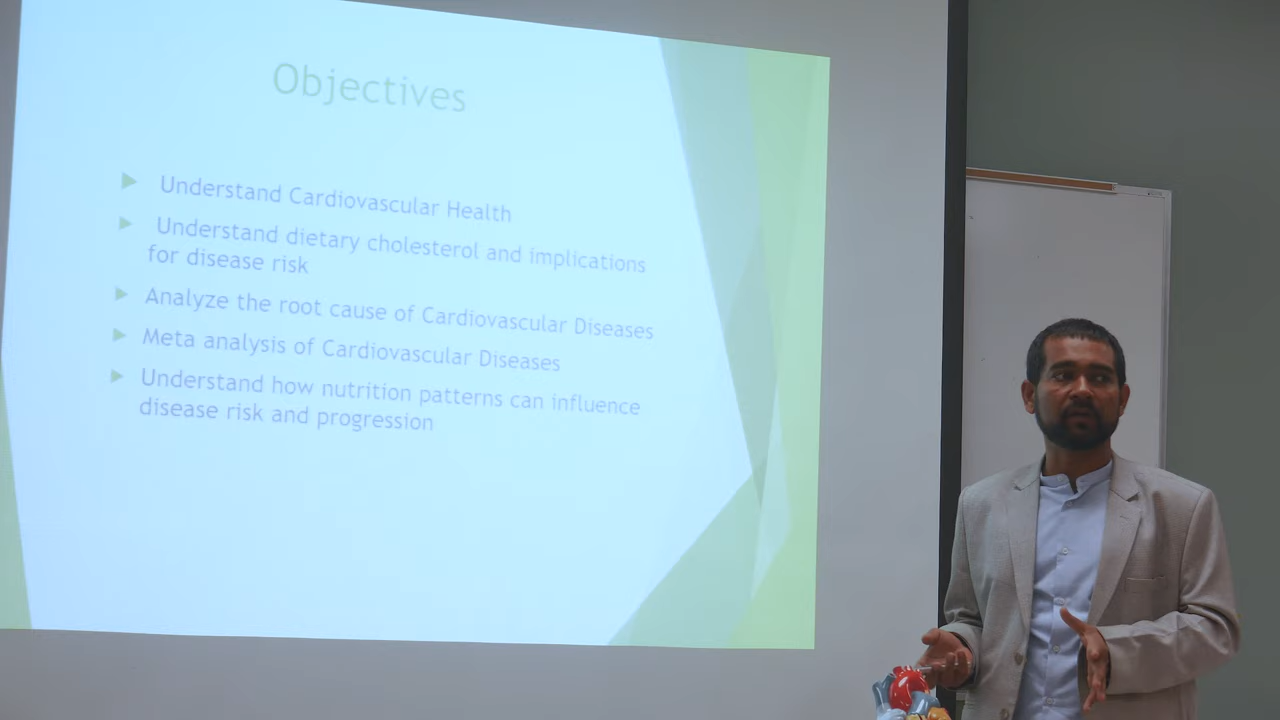 Objectives
Understand Cardiovascular Health
Understand dietary cholesterol and implications
for disease risk
Analyze the root cause of Cardiovascular Diseases
Meta analysis of Cardiovascular Diseases
Understand how nutrition patterns can influence
disease risk and progression